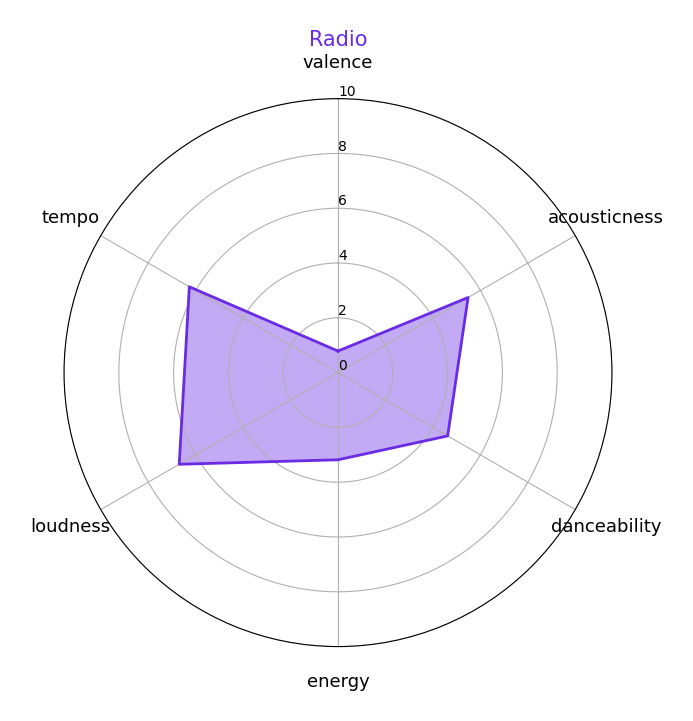 Radio
valence
10
8
6
4
2
0
tempo
acousticness
loudness
danceability
energy